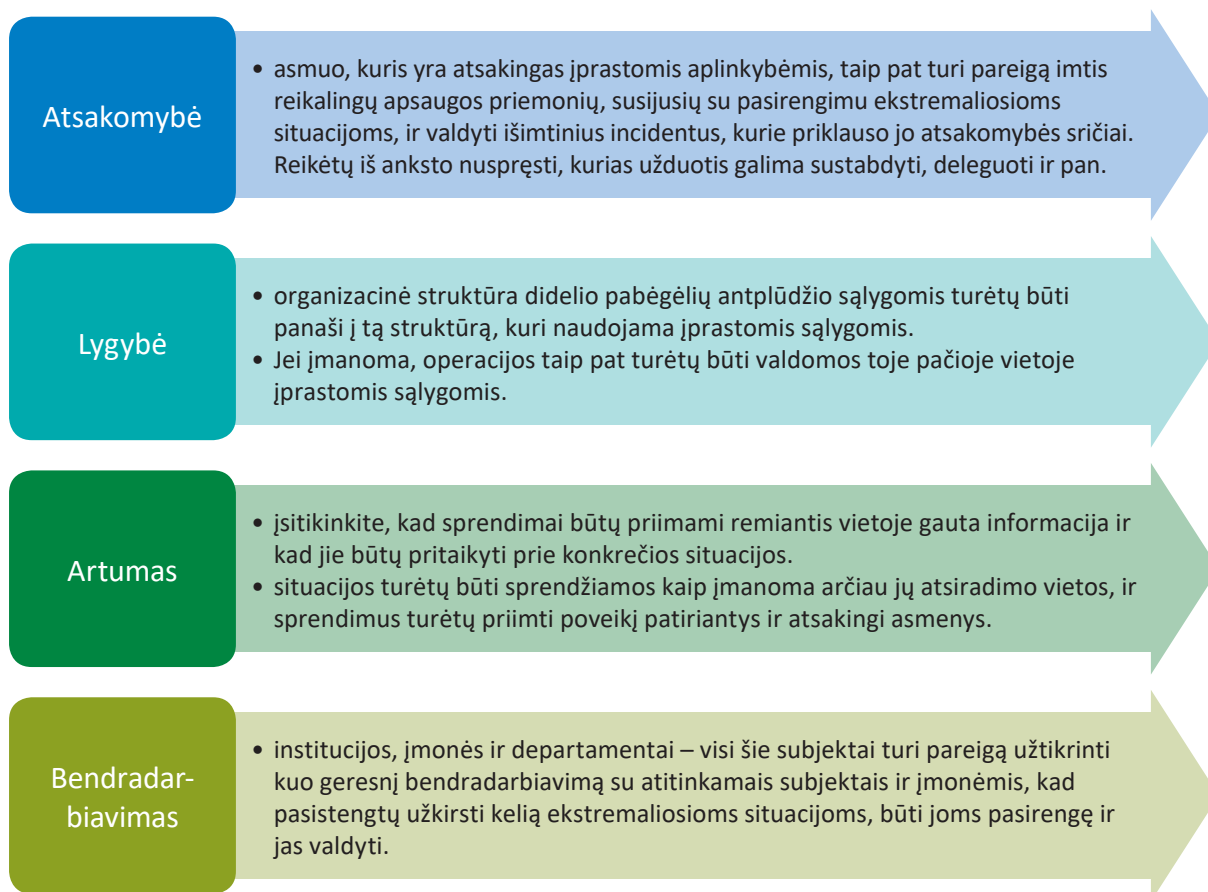 Atsakomybė
• asmuo, kuris yra atsakingas įprastomis aplinkybėmis, taip pat turi pareigą imtis
reikalingų apsaugos priemonių, susijusių su pasirengimu ekstremaliosioms
situacijoms, ir valdyti išimtinius incidentus, kurie priklauso jo atsakomybės sričiai.
Reikėtų iš anksto nuspręsti, kurias užduotis galima sustabdyti, deleguoti ir pan.
Lygybė
• organizacinė struktūra didelio pabėgėlių antplūdžio sąlygomis turėtų būti
panaši į tą struktūrą, kuri naudojama įprastomis sąlygomis.
• Jei įmanoma, operacijos taip pat turėtų būti valdomos toje pačioje vietoje
įprastomis sąlygomis.
Artumas
• įsitikinkite, kad sprendimai būtų priimami remiantis vietoje gauta informacija ir
kad jie būtų pritaikyti prie konkrečios situacijos.
• situacijos turėtų būti sprendžiamos kaip įmanoma arčiau jų atsiradimo vietos, ir
sprendimus turėtų priimti poveikį patiriantys ir atsakingi asmenys.
Bendradar-
biavimas
• institucijos, įmonės ir departamentai – visi šie subjektai turi pareigą užtikrinti
kuo geresnį bendradarbiavimą su atitinkamais subjektais ir įmonėmis, kad
pasistengtų užkirsti kelią ekstremaliosioms situacijoms, būti joms pasirengę ir
jas valdyti.